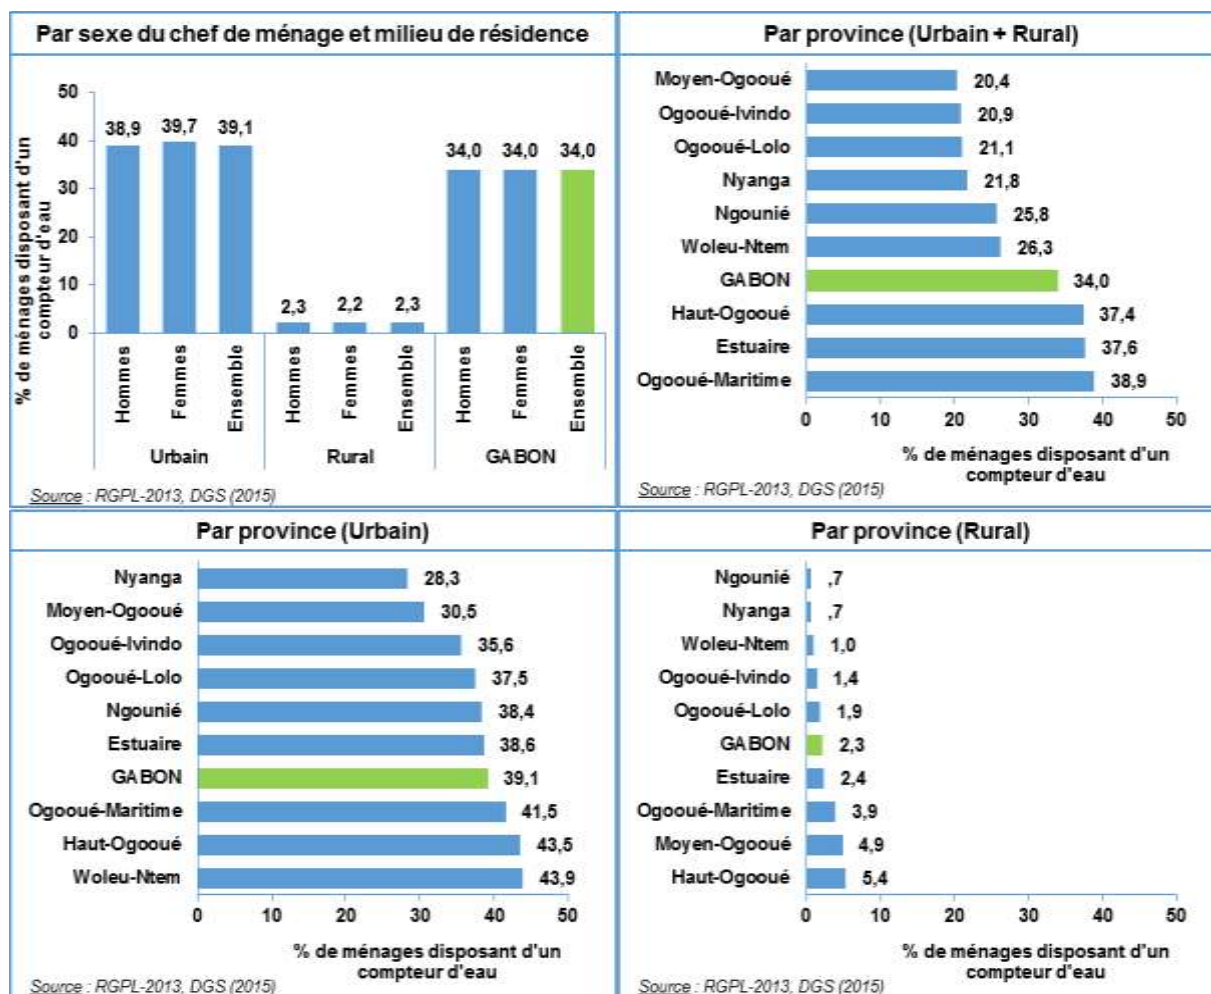 Par sexe du chef de ménage et milieu de résidence
% de ménages disposant d'un
compteur d'eau
50
40
30
20
10
0
38,9
39,7
39,1
2,3
2,2
2,3
34,0
34,0
34,0
Hommes
Femmes
Ensemble
Hommes
Femmes
Ensemble
Hommes
Femmes
Ensemble
Urbain
Rural
GABON
Source : RGPL-2013, DGS (2015)
Par province (Urbain + Rural)
Moyen-Ogooué 20,4
Ogooué-Ivindo 20,9
Ogooué-Lolo 21,1
Nyanga 21,8
Ngounié 25,8
Woleu-Ntem 26,3
GABON 34,0
Haut-Ogooué 37,4
Estuaire 37,6
Ogooué-Maritime 38,9
0 10 20 30 40 50
% de ménages disposant d'un
compteur d'eau
Source : RGPL-2013, DGS (2015)
Par province (Urbain)
Nyanga 28,3
Moyen-Ogooué 30,5
Ogooué-Ivindo 35,6
Ogooué-Lolo 37,5
Ngounié 38,4
Estuaire 38,6
GABON 39,1
Ogooué-Maritime 41,5
Haut-Ogooué 43,5
Woleu-Ntem 43,9
0 10 20 30 40 50
% de ménages disposant d'un
compteur d'eau
Source : RGPL-2013, DGS (2015)
Par province (Rural)
Ngounié ,7
Nyanga ,7
Woleu-Ntem 1,0
Ogooué-Ivindo 1,4
Ogooué-Lolo 1,9
GABON 2,3
Estuaire 2,4
Ogooué-Maritime 3,9
Moyen-Ogooué 4,9
Haut-Ogooué 5,4
0 10 20 30 40 50
% de ménages disposant d'un
compteur d'eau
Source : RGPL-2013, DGS (2015)